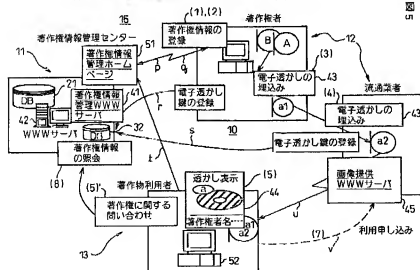 図5
著作権情報管理センター
16
11
51
著作権情報
管理ホーム
ページ
(1),(2)
著作権情報の
登録
著作権者
B
A
12
(3)
電子透かしの
埋込み
43
a1
流通業者
(4)
電子透かしの
埋込み
43
21
DB
41
著作権情報
管理WWW
サーバ
42
WWWサーバ
DB
32
p
q
r
電子透かし
鍵の登録
10
s
電子透かし鍵の登録
a2
著作権情報
の照会
(6)
t
著作物利用者
(5)
透かし表示
44
a
著作権者名
a1
a2
u
画像提供
WWWサーバ
45
(5)'
著作権に関する
問い合わせ
13
52
(7)
v
利用申し込み